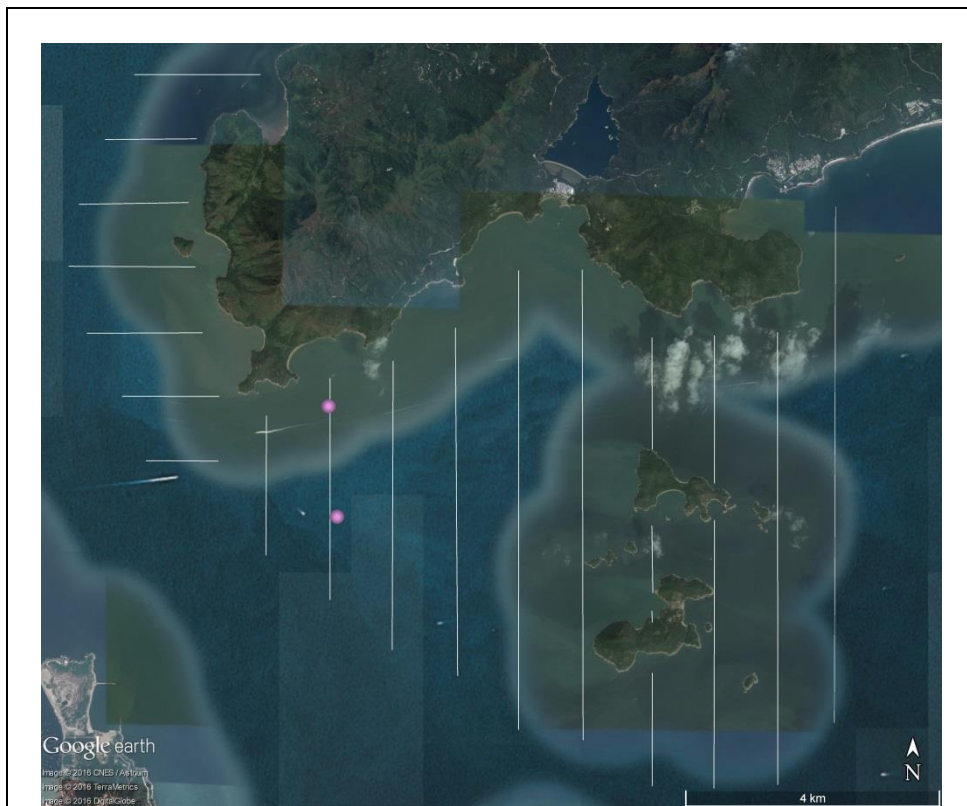 Google earth
Image © 2016 CNES / Astrium
Image © 2016 TerraMetrics
Image © 2016 DigitalGlobe
N
4 km